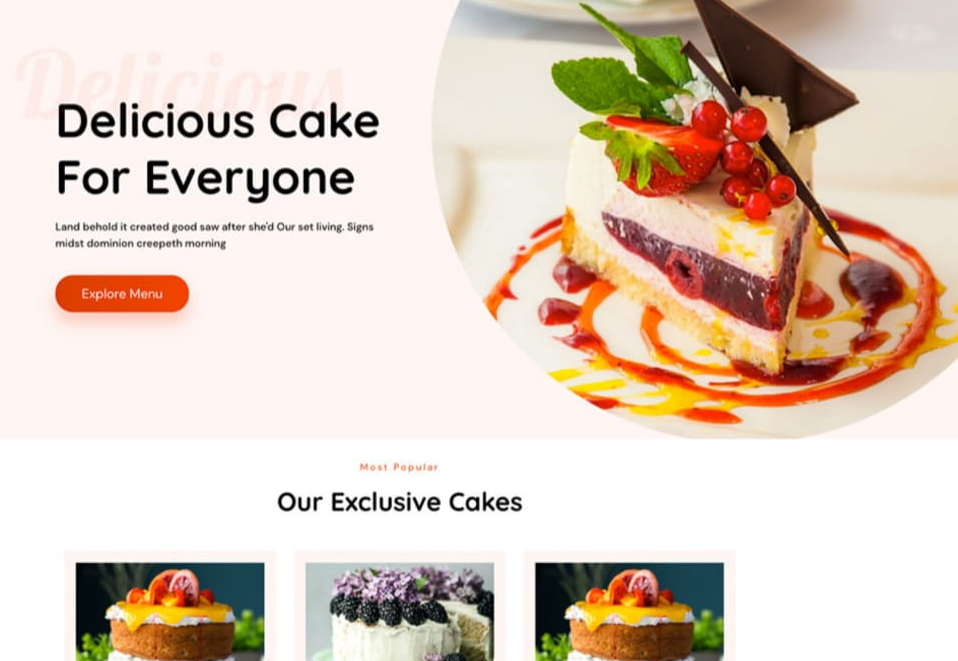 Delicious
Delicious Cake
For Everyone
Land behold it created good saw after she'd Our set living. Signs
midst dominion creepeth morning
Explore Menu
Most Popular
Our Exclusive Cakes